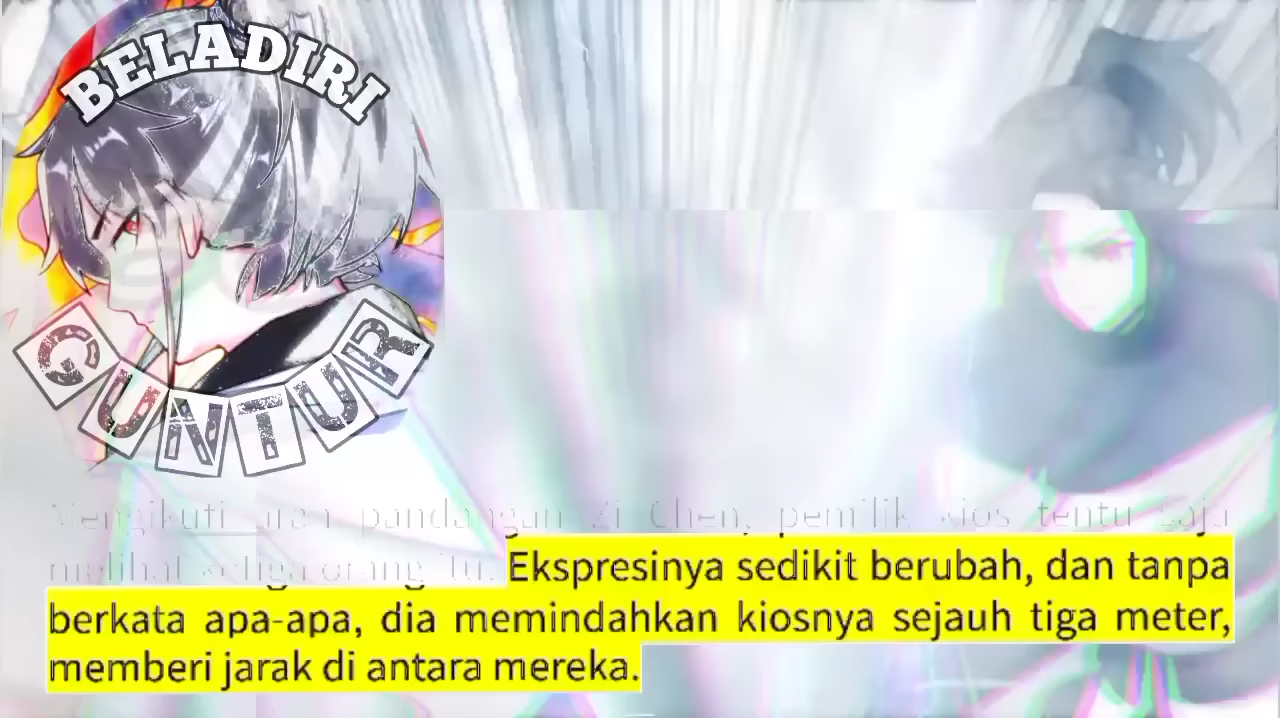 BELADIRI
GUNTUR
Mengikuti arah pandangan Zi Chen, pemilik kios tentu saja
melihat ketiga orang itu. Ekspresinya sedikit berubah, dan tanpa
berkata apa-apa, dia memindahkan kiosnya sejauh tiga meter,
memberi jarak di antara mereka.